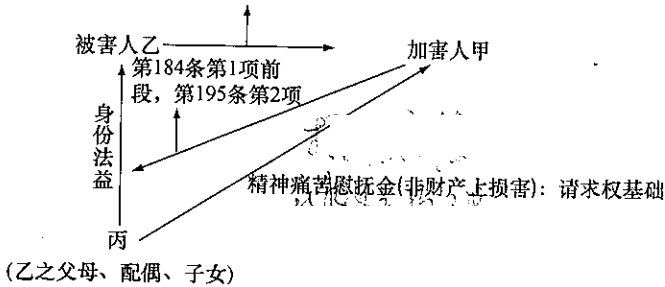 被害人乙
加害人甲
第184条第1项前
段，第195条第2项
身份法益
精神痛苦慰抚金(非财产上损害)：请求权基础
丙
(乙之父母、配偶、子女)